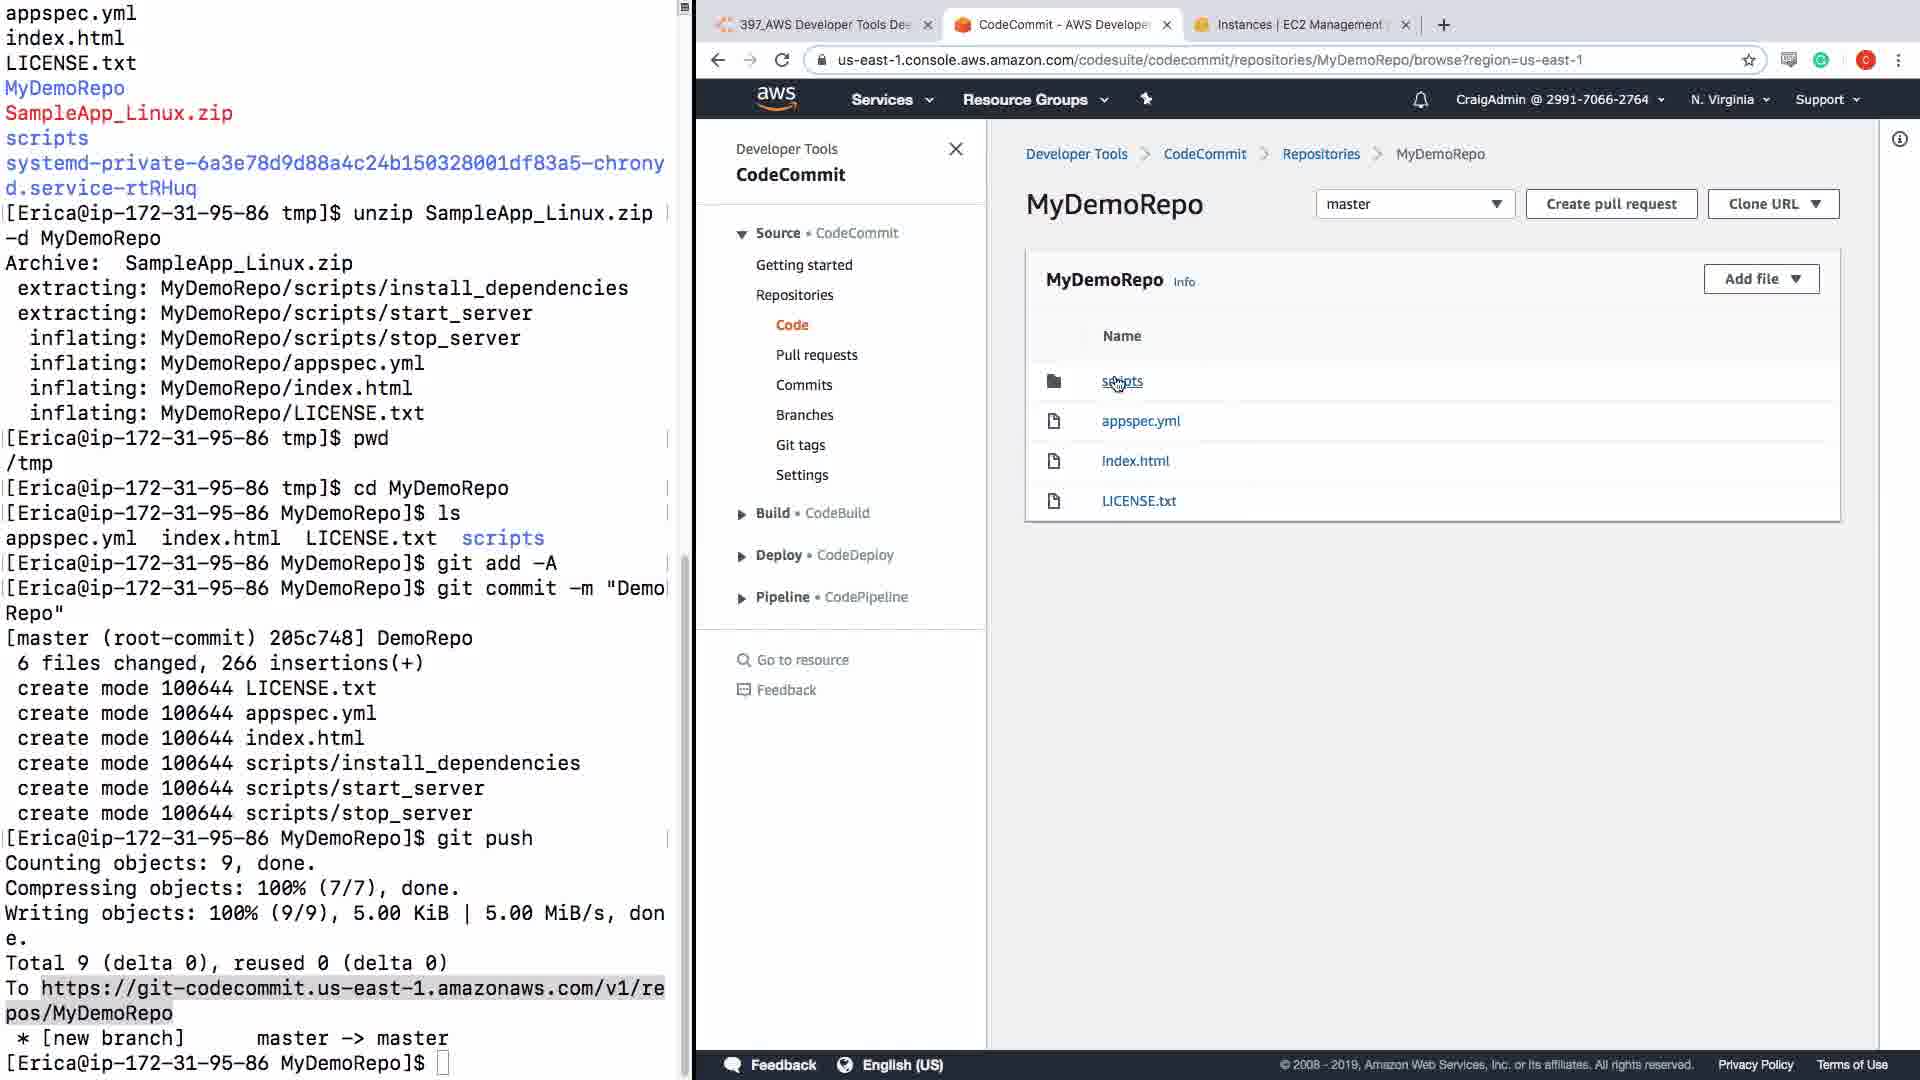 appspec.yml
index.html
LICENSE.txt
MyDemoRepo
SampleApp_Linux.zip
scripts
systemd-private-6a3e78d9d88a4c24b150328001df83a5-chrony
d.service-rtRHuq
[Erica@ip-172-31-95-86 tmp]$ unzip SampleApp_Linux.zip
-d MyDemoRepo
Archive:  SampleApp_Linux.zip
 extracting: MyDemoRepo/scripts/install_dependencies
 extracting: MyDemoRepo/scripts/start_server
  inflating: MyDemoRepo/scripts/stop_server
  inflating: MyDemoRepo/appspec.yml
  inflating: MyDemoRepo/index.html
  inflating: MyDemoRepo/LICENSE.txt
[Erica@ip-172-31-95-86 tmp]$ pwd
/tmp
[Erica@ip-172-31-95-86 tmp]$ cd MyDemoRepo
[Erica@ip-172-31-95-86 MyDemoRepo]$ ls
appspec.yml  index.html  LICENSE.txt  scripts
[Erica@ip-172-31-95-86 MyDemoRepo]$ git add -A
[Erica@ip-172-31-95-86 MyDemoRepo]$ git commit -m "Demo
Repo"
[master (root-commit) 205c748] DemoRepo
 6 files changed, 266 insertions(+)
 create mode 100644 LICENSE.txt
 create mode 100644 appspec.yml
 create mode 100644 index.html
 create mode 100644 scripts/install_dependencies
 create mode 100644 scripts/start_server
 create mode 100644 scripts/stop_server
[Erica@ip-172-31-95-86 MyDemoRepo]$ git push
Counting objects: 9, done.
Compressing objects: 100% (7/7), done.
Writing objects: 100% (9/9), 5.00 KiB | 5.00 MiB/s, don
e.
Total 9 (delta 0), reused 0 (delta 0)
To https://git-codecommit.us-east-1.amazonaws.com/v1/re
pos/MyDemoRepo
 * [new branch]      master -> master
[Erica@ip-172-31-95-86 MyDemoRepo]$
397_AWS Developer Tools Dee
CodeCommit - AWS Developer
Instances | EC2 Management
us-east-1.console.aws.amazon.com/codesuite/codecommit/repositories/MyDemoRepo/browse?region=us-east-1
C
aws
Services
Resource Groups
CraigAdmin @ 2991-7066-2764
N. Virginia
Support
Developer Tools
CodeCommit
Source • CodeCommit
Getting started
Repositories
Code
Pull requests
Commits
Branches
Git tags
Settings
Build • CodeBuild
Deploy • CodeDeploy
Pipeline • CodePipeline
Go to resource
Feedback
Developer Tools > CodeCommit > Repositories > MyDemoRepo
MyDemoRepo
master
Create pull request
Clone URL
MyDemoRepo Info
Add file
Name
scripts
appspec.yml
index.html
LICENSE.txt
Feedback
English (US)
© 2008 - 2019, Amazon Web Services, Inc. or its affiliates. All rights reserved.
Privacy Policy
Terms of Use